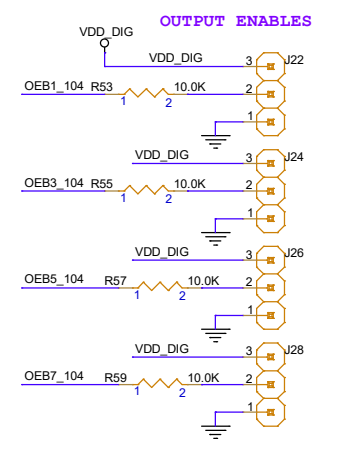 OUTPUT ENABLES
VDD_DIG
VDD_DIG 3 J22
OEB1_104 R53 1 2 10.0K 2
1
VDD_DIG 3 J24
OEB3_104 R55 1 2 10.0K 2
1
VDD_DIG 3 J26
OEB5_104 R57 1 2 10.0K 2
1
VDD_DIG 3 J28
OEB7_104 R59 1 2 10.0K 2
1